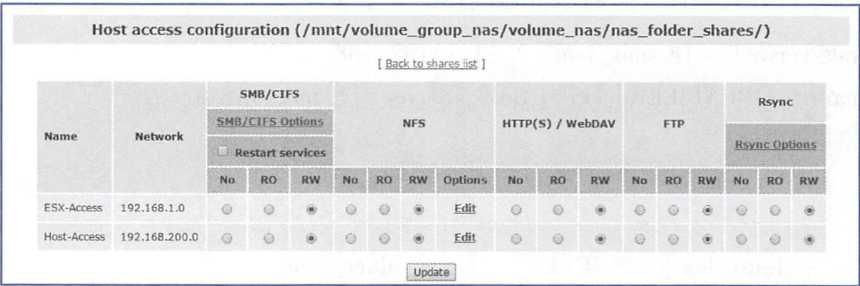 Host access configuration (/mnt/volume_group_nas/volume_nas/nas_folder_shares/)
[ Back to shares list ]
Name Network SMB/CIFS NFS HTTP(S) / WebDAV FTP Rsync
SMB/CIFS Options Rsync Options
Restart services
No RO RW No RO RW Options No RO RW No RO RW No RO RW
ESX-Access 192.168.1.0 Edit
Host-Access 192.168.200.0 Edit
Update